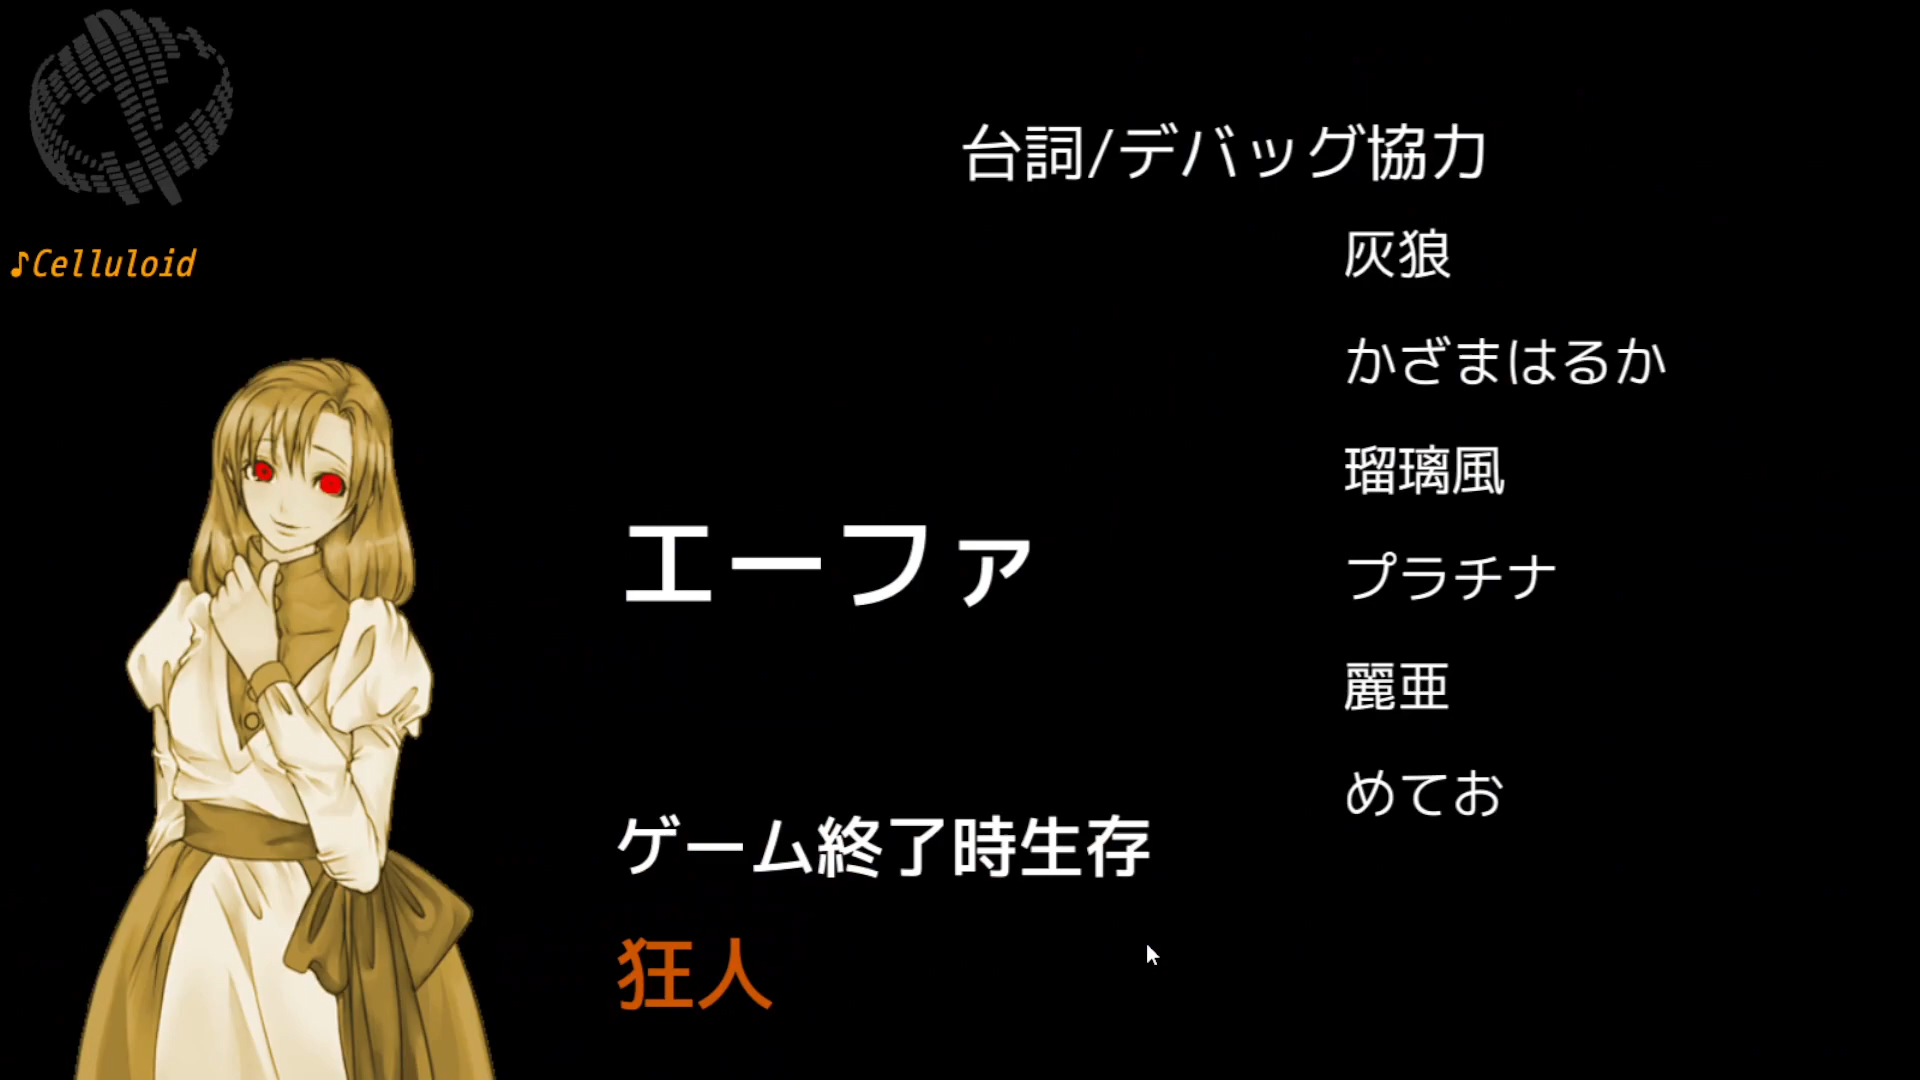 ♪Celluloid
台詞/デバッグ協力
灰狼
かざまはるか
瑠璃風
プラチナ
麗亜
めてお
エーファ
ゲーム終了時生存
狂人